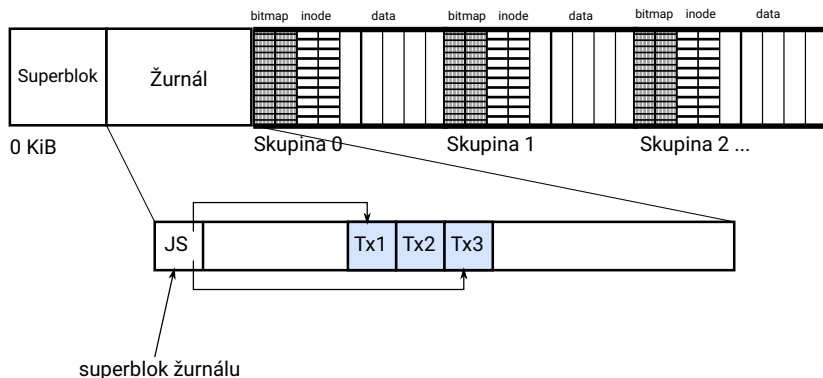 bitmap inode data bitmap inode data bitmap inode data
Superblok Žurnál
0 KiB Skupina 0 Skupina 1 Skupina 2 ...
JS Tx1 Tx2 Tx3
superblok žurnálu